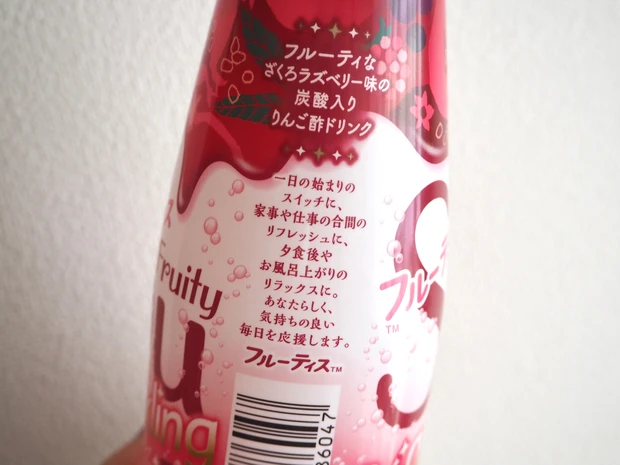 フルーティな
ざくろラズベリー味の
炭酸入り
りんご酢ドリンク
一日の始まりの
スイッチに、
家事や仕事の合間の
リフレッシュに、
夕食後や
お風呂上がりの
リラックスに。
あなたらしく、
気持ちの良い
毎日を応援します。
フルーティス™
ス
Fruity
u
ling
フルーテ
™
86047